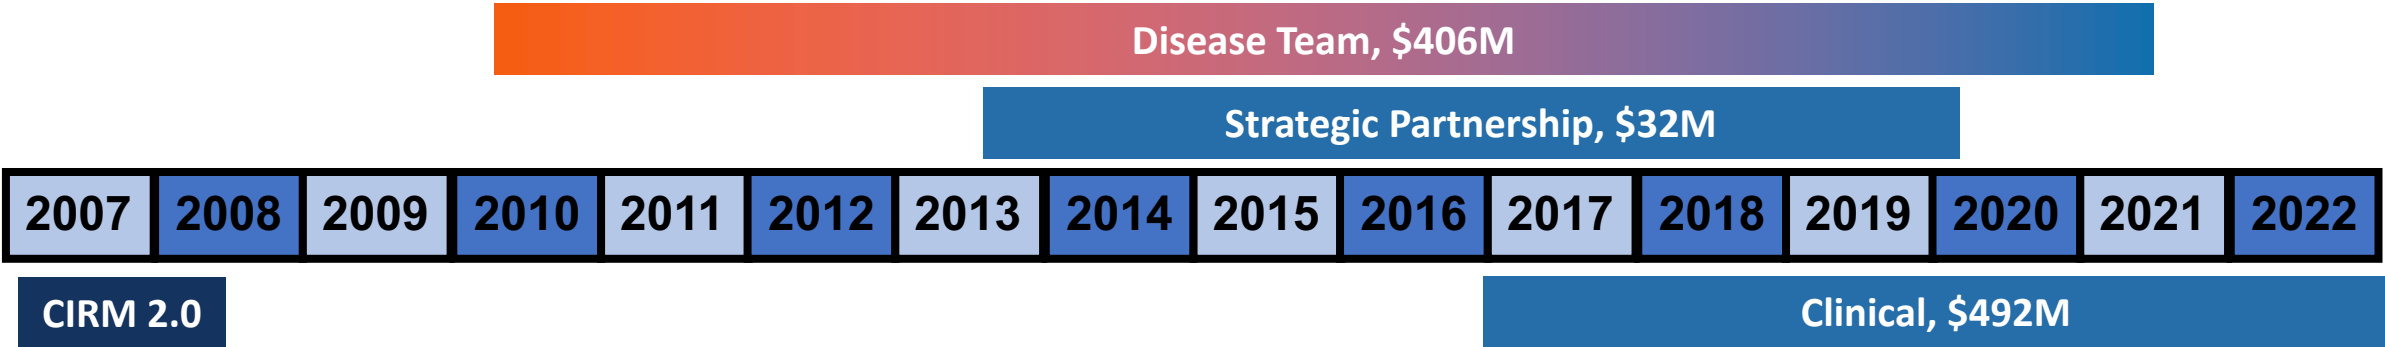 Disease Team, $406M
Strategic Partnership, $32M
2007 2008 2009 2010 2011 2012 2013 2014 2015 2016 2017 2018 2019 2020 2021 2022
CIRM 2.0 Clinical, $492M